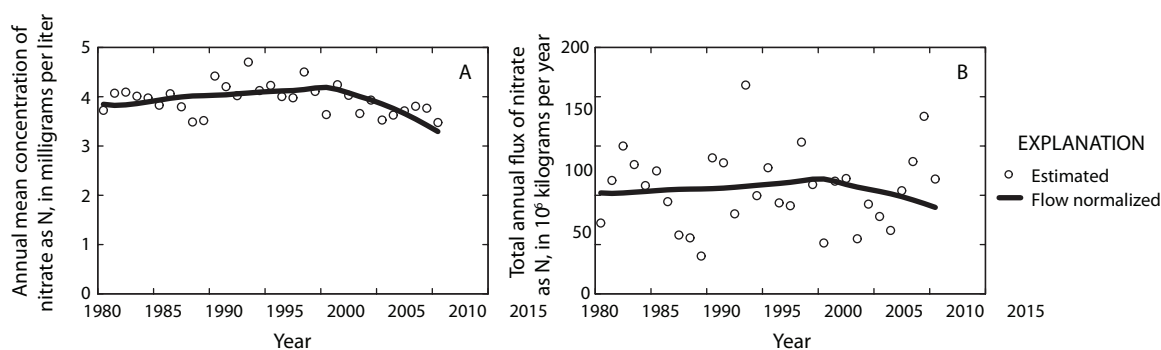 Annual mean concentration of
nitrate as N, in milligrams per liter
5
4
3
2
1
0
A
1980 1985 1990 1995 2000 2005 2010 2015
Year
Total annual flux of nitrate
as N, in 10⁶ kilograms per year
200
150
100
50
0
B
1980 1985 1990 1995 2000 2005 2010
Year
EXPLANATION
Estimated
Flow normalized